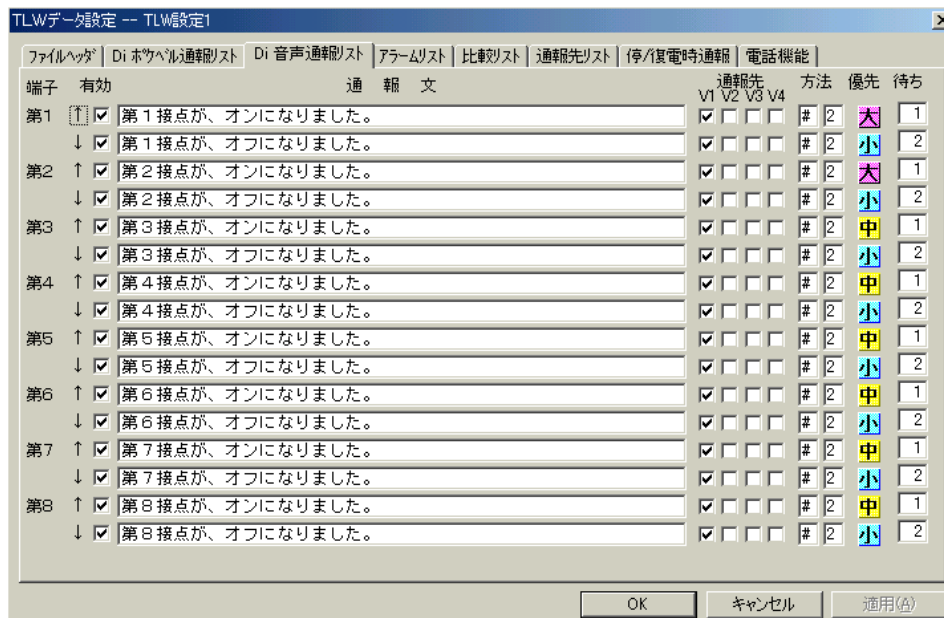 TLWデータ設定 -- TLW設定1
ファイルヘッダ Di ポケベル通報リスト Di 音声通報リスト アラームリスト 比較リスト 通報先リスト 停/復電時通報 電話機能
端子 有効 通 報 文 通報先 方法 優先 待ち
V1 V2 V3 V4
第1 ↑ 第1接点が、オンになりました。 # 2 大 1
↓ 第1接点が、オフになりました。 # 2 小 2
第2 ↑ 第2接点が、オンになりました。 # 2 大 1
↓ 第2接点が、オフになりました。 # 2 小 2
第3 ↑ 第3接点が、オンになりました。 # 2 中 1
↓ 第3接点が、オフになりました。 # 2 小 2
第4 ↑ 第4接点が、オンになりました。 # 2 中 1
↓ 第4接点が、オフになりました。 # 2 小 2
第5 ↑ 第5接点が、オンになりました。 # 2 中 1
↓ 第5接点が、オフになりました。 # 2 小 2
第6 ↑ 第6接点が、オンになりました。 # 2 中 1
↓ 第6接点が、オフになりました。 # 2 小 2
第7 ↑ 第7接点が、オンになりました。 # 2 中 1
↓ 第7接点が、オフになりました。 # 2 小 2
第8 ↑ 第8接点が、オンになりました。 # 2 中 1
↓ 第8接点が、オフになりました。 # 2 小 2
OK キャンセル 適用(A)